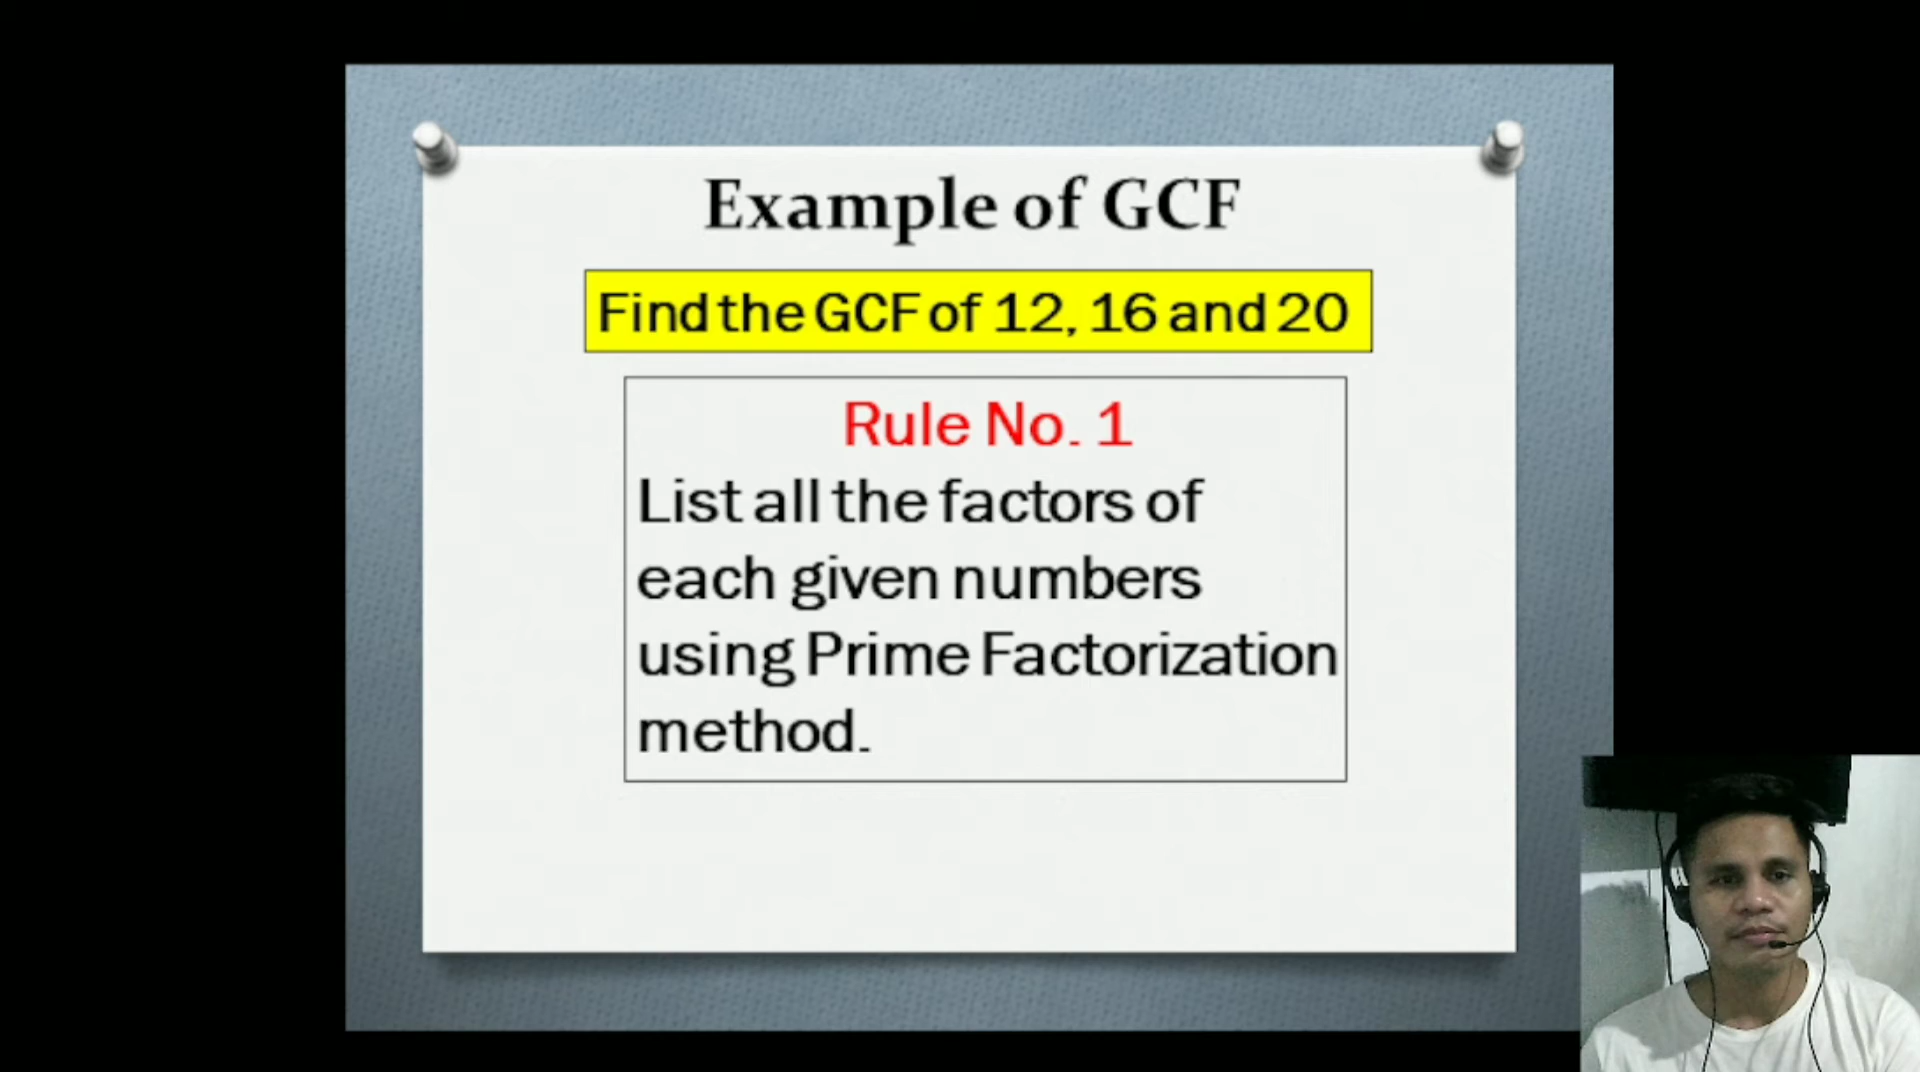 Example of GCF
Find the GCF of 12, 16 and 20
Rule No. 1
List all the factors of
each given numbers
using Prime Factorization
method.